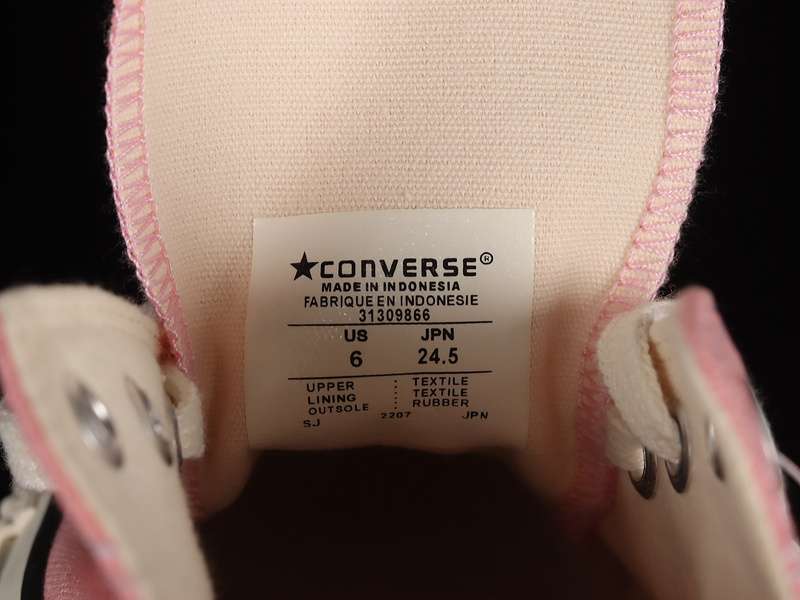 ★CONVERSE®
MADE IN INDONESIA
FABRIQUE EN INDONESIE
31309866
US JPN
6 24.5
UPPER : TEXTILE
LINING : TEXTILE
OUTSOLE : RUBBER
SJ 2207 JPN